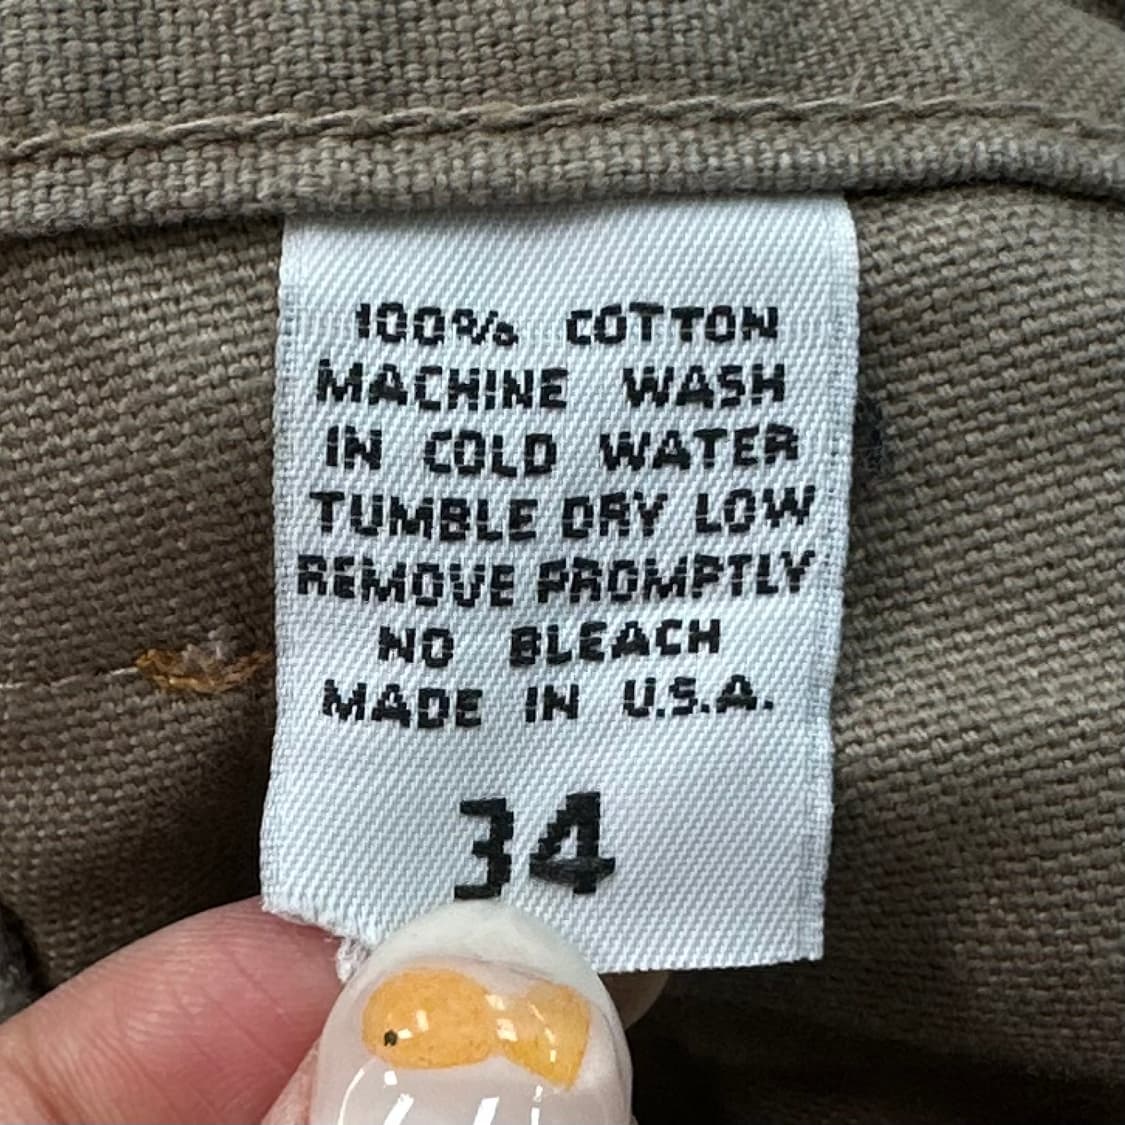 100% COTTON
MACHINE WASH
IN COLD WATER
TUMBLE DRY LOW
REMOVE PROMPTLY
NO BLEACH
MADE IN U.S.A.
34